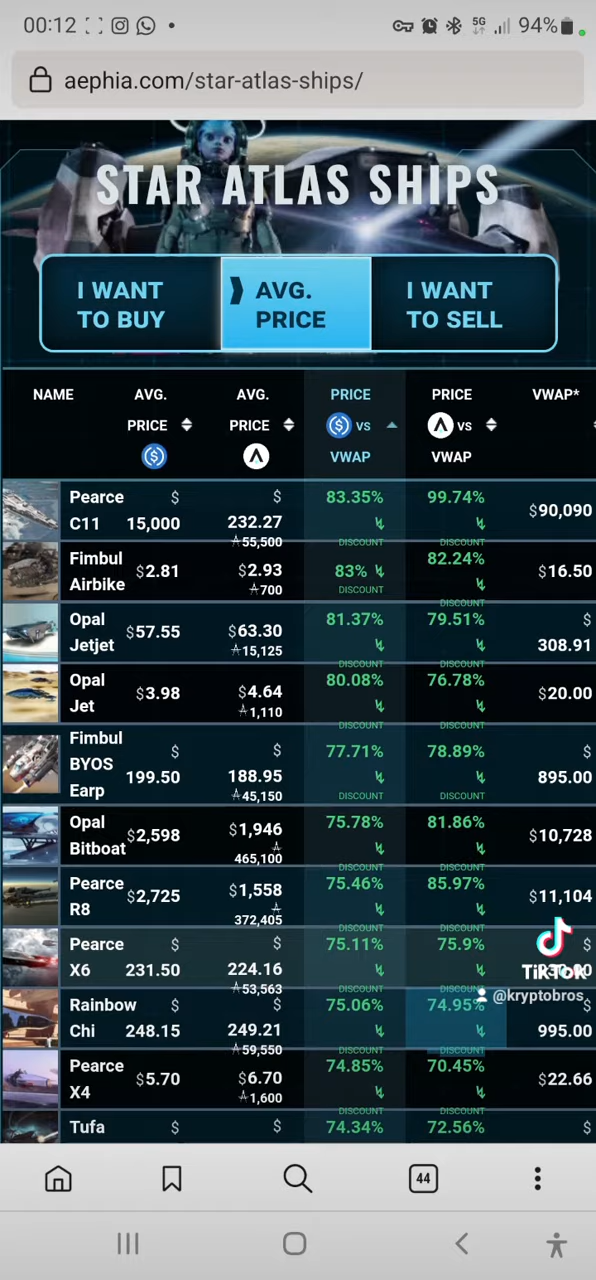 00:12
5G
94%
aephia.com/star-atlas-ships/
STAR ATLAS SHIPS
I WANT TO BUY
AVG. PRICE
I WANT TO SELL
NAME AVG. PRICE AVG. PRICE PRICE VS VWAP PRICE VS VWAP VWAP*
Pearce C11 $15,000 $232.27 55,500 83.35% DISCOUNT 99.74% DISCOUNT $90,090
Fimbul Airbike $2.81 $2.93 700 83% DISCOUNT 82.24% DISCOUNT $16.50
Opal Jetjet $57.55 $63.30 15,125 81.37% DISCOUNT 79.51% DISCOUNT $308.91
Opal Jet $3.98 $4.64 1,110 80.08% DISCOUNT 76.78% DISCOUNT $20.00
Fimbul BYOS Earp $199.50 $188.95 45,150 77.71% DISCOUNT 78.89% DISCOUNT $895.00
Opal Bitboat $2,598 $1,946 465,100 75.78% DISCOUNT 81.86% DISCOUNT $10,728
Pearce R8 $2,725 $1,558 372,405 75.46% DISCOUNT 85.97% DISCOUNT $11,104
Pearce X6 $231.50 $224.16 53,563 75.11% DISCOUNT 75.9% DISCOUNT
TikTok
@kryptobros
Rainbow Chi $248.15 $249.21 59,550 75.06% DISCOUNT 74.95% DISCOUNT $995.00
Pearce X4 $5.70 $6.70 1,600 74.85% DISCOUNT 70.45% DISCOUNT $22.66
Tufa $ $ 74.34% 72.56% $
44